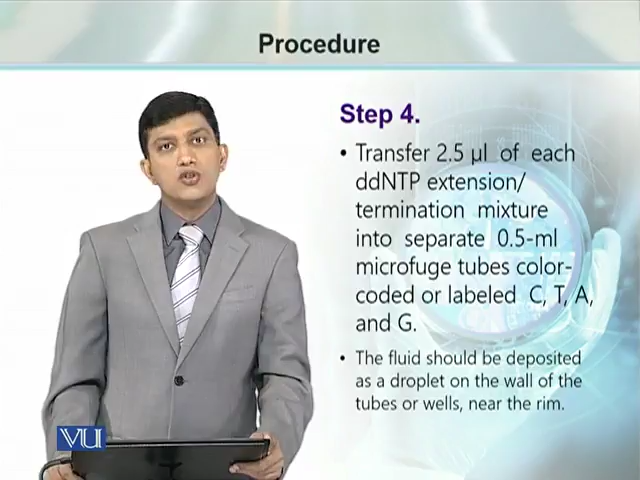 Procedure
Step 4.
• Transfer 2.5 µl of each
ddNTP extension/
termination mixture
into separate 0.5-ml
microfuge tubes color-
coded or labeled C, T, A,
and G.
• The fluid should be deposited
as a droplet on the wall of the
tubes or wells, near the rim.
VU